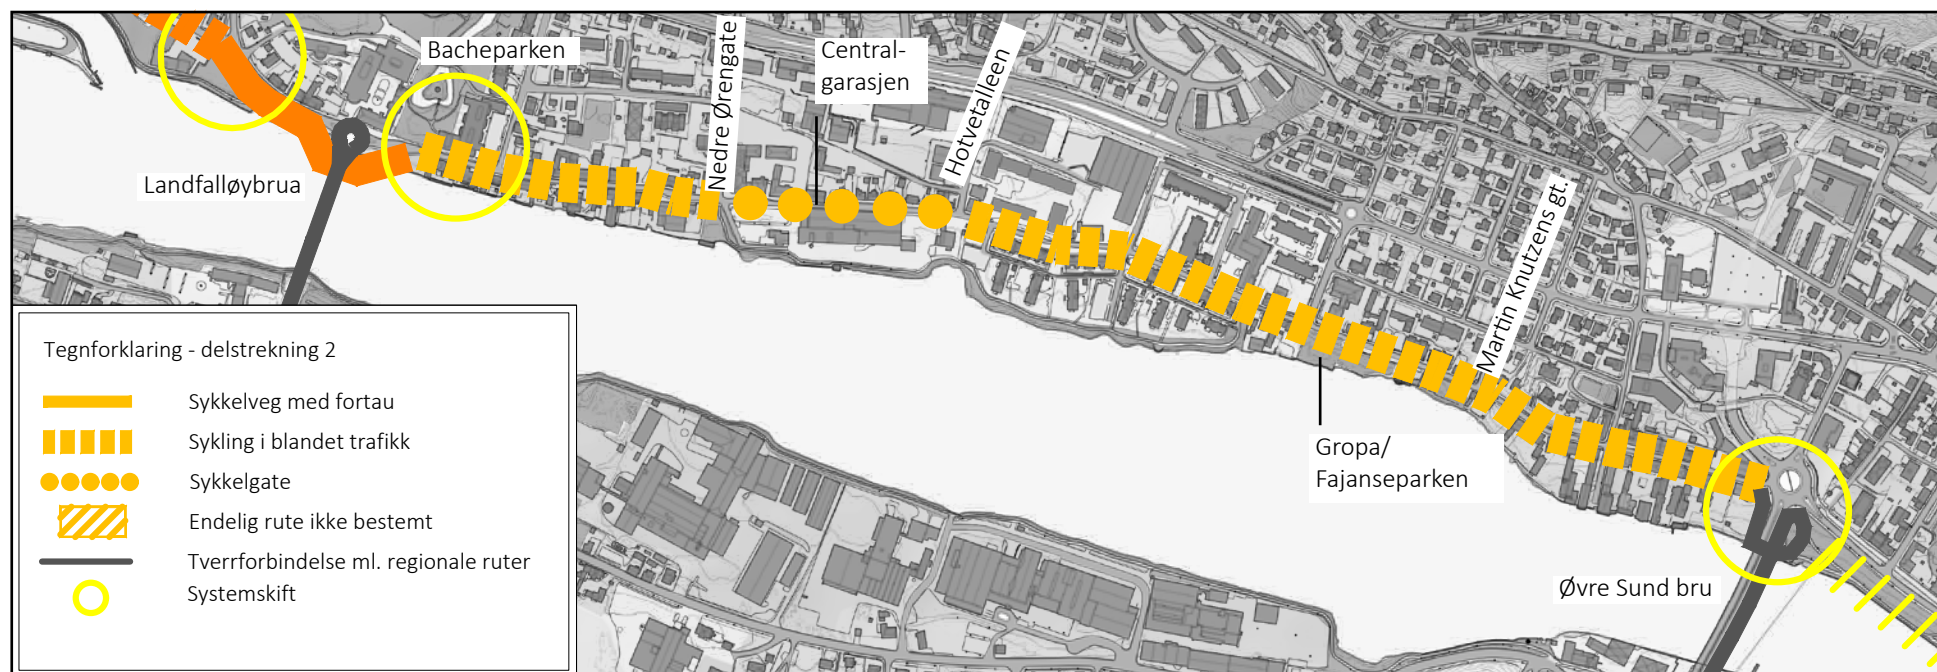 Bacheparken
Nedre Ørengate
Central-
garasjen
Hotvetalleen
Landfalløybrua
Martin Knutzens gt.
Gropa/
Fajanseparken
Øvre Sund bru
Tegnforklaring - delstrekning 2
Sykkelveg med fortau
Sykling i blandet trafikk
Sykkelgate
Endelig rute ikke bestemt
Tverrforbindelse ml. regionale ruter
Systemskift